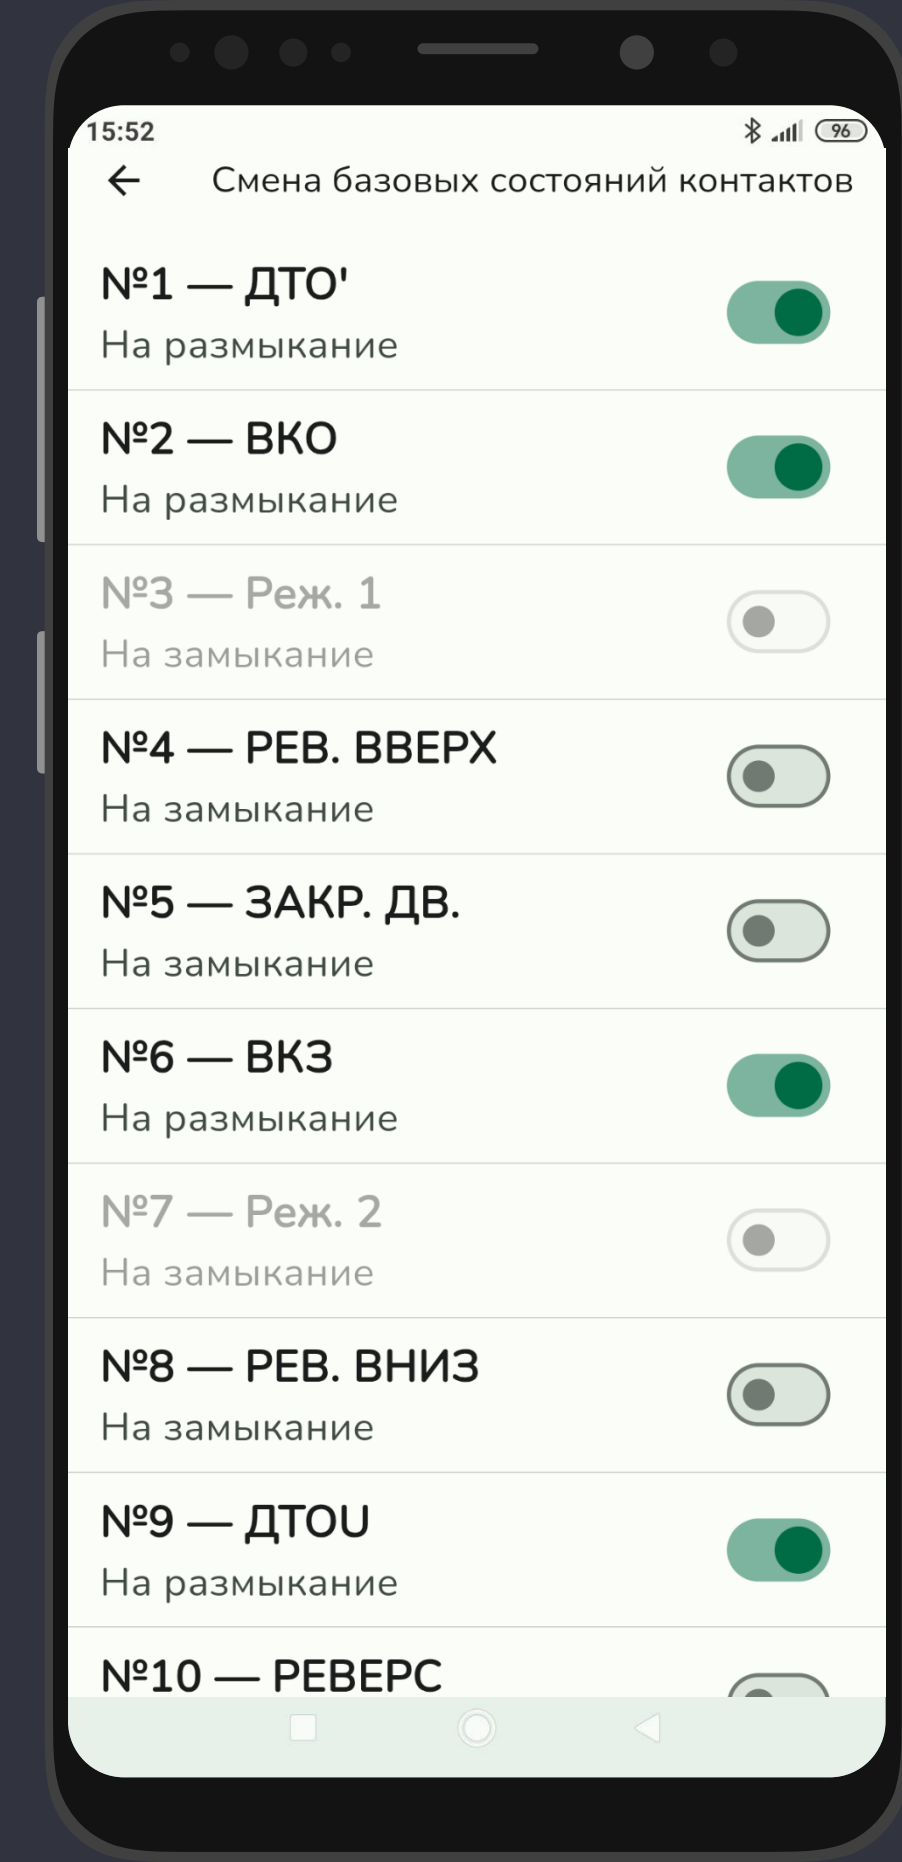 15:52
96
Смена базовых состояний контактов
№1 — ДТО'
На размыкание
№2 — ВКО
На размыкание
№3 — Реж. 1
На замыкание
№4 — РЕВ. ВВЕРХ
На замыкание
№5 — ЗАКР. ДВ.
На замыкание
№6 — ВКЗ
На размыкание
№7 — Реж. 2
На замыкание
№8 — РЕВ. ВНИЗ
На замыкание
№9 — ДТОU
На размыкание
№10 — РЕВЕРС